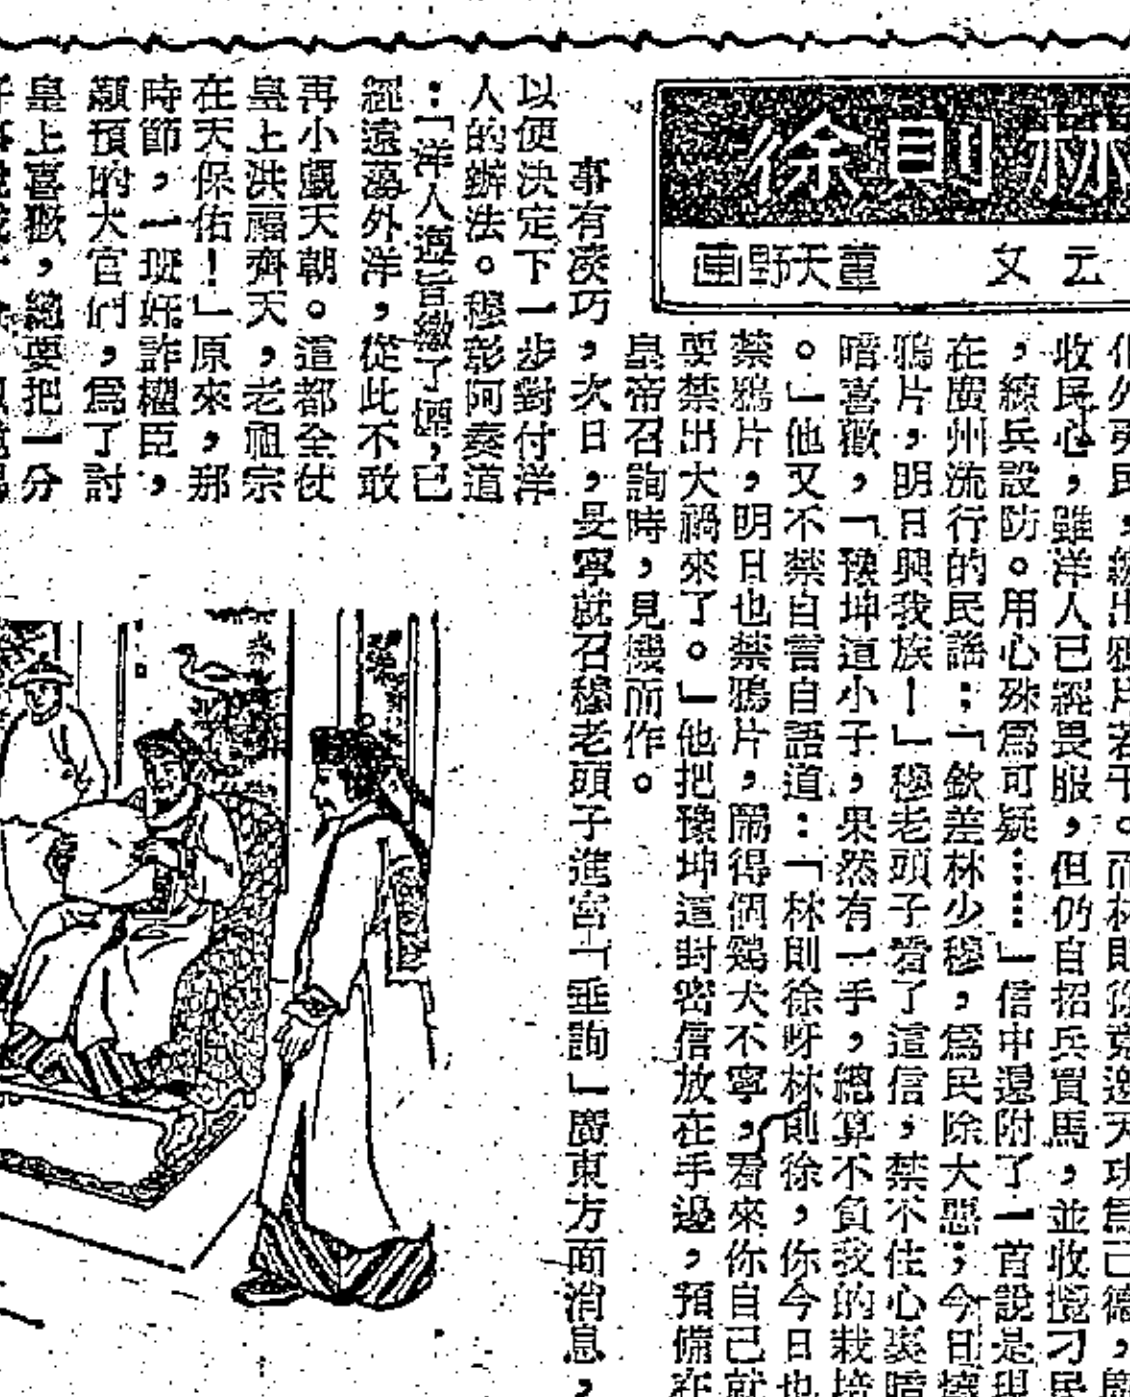 林則徐
云文
董天野畫
繳出鴉片若干。而林則徐竟邀天功爲己德,
收民心,雖洋人已經畏服,但仍自招兵買馬,並收攬刁民
,練兵設防。用心殊爲可疑……」信中還附了一首說是現
在廣州流行的民謠:「欽差林少穆,爲民除大惡;今日燒
鴉片,明日興我族!」穆老頭子看了這信,禁不住心裏暗
暗喜歡,「豫坤這小子,果然有一手,總算不負我的栽培
。」他又不禁自言自語道:「林則徐呀林則徐,你今日也
禁鴉片,明日也禁鴉片,鬧得個鷄犬不寧,看來你自己就
要禁出大禍來了。」他把豫坤這封密信放在手邊,預備在
皇帝召詢時,見機而作。
事有湊巧,次日,旻寧就召穆老頭子進宮「垂詢」廣東方面消息,
以便決定下一步對付洋
人的辦法。穆彰阿奏道
:「洋人遵旨繳了煙,已
經遠蕩外洋,從此不敢
再小覷天朝。這都全仗
皇上洪福齊天,老祖宗
在天保佑!」原來,那
時節,一班奸詐權臣,
顢頇的大官們,爲了討
皇上喜歡,總要把一分